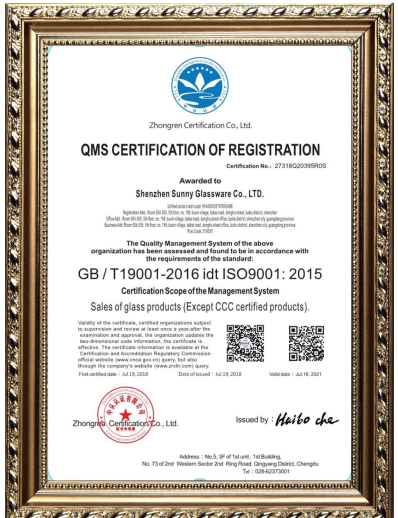 Zhongren Certification Co., Ltd.
QMS CERTIFICATION OF REGISTRATION
Certification No.: 27318Q20395R0S
Awarded to
Shenzhen Sunny Glassware Co., LTD.
The Quality Management System of the above
organization has been assessed and found to be in accordance with
the requirements of the standard:
GB / T19001-2016 idt ISO9001: 2015
Certification Scope of the Management System
Sales of glass products (Except CCC certified products).
Validity of the certificate, certified organizations subject
to supervision and review at least once a year,after the
examination and approval, the organization updates the
two-dimensional code information, the certificate is
effective. The certificate information is available at the
Certification and Accreditation Regulatory Commission
official website (www.cnca.gov.cn) query, but also
through the company's website (www.zrcln.com) query.
First certified date : Jul.19, 2018 Date of Issued : Jul.19, 2018 Valid date : Jul 18, 2021
Zhongren Certification Co., Ltd.
Issued by : Haibo che
Address : No.5, 3F of 1st unit , 1st Building,
No. 73 of 2nd Western Sector 2nd Ring Road, Qingyang District, Chengdu
Tel : 028-62373001